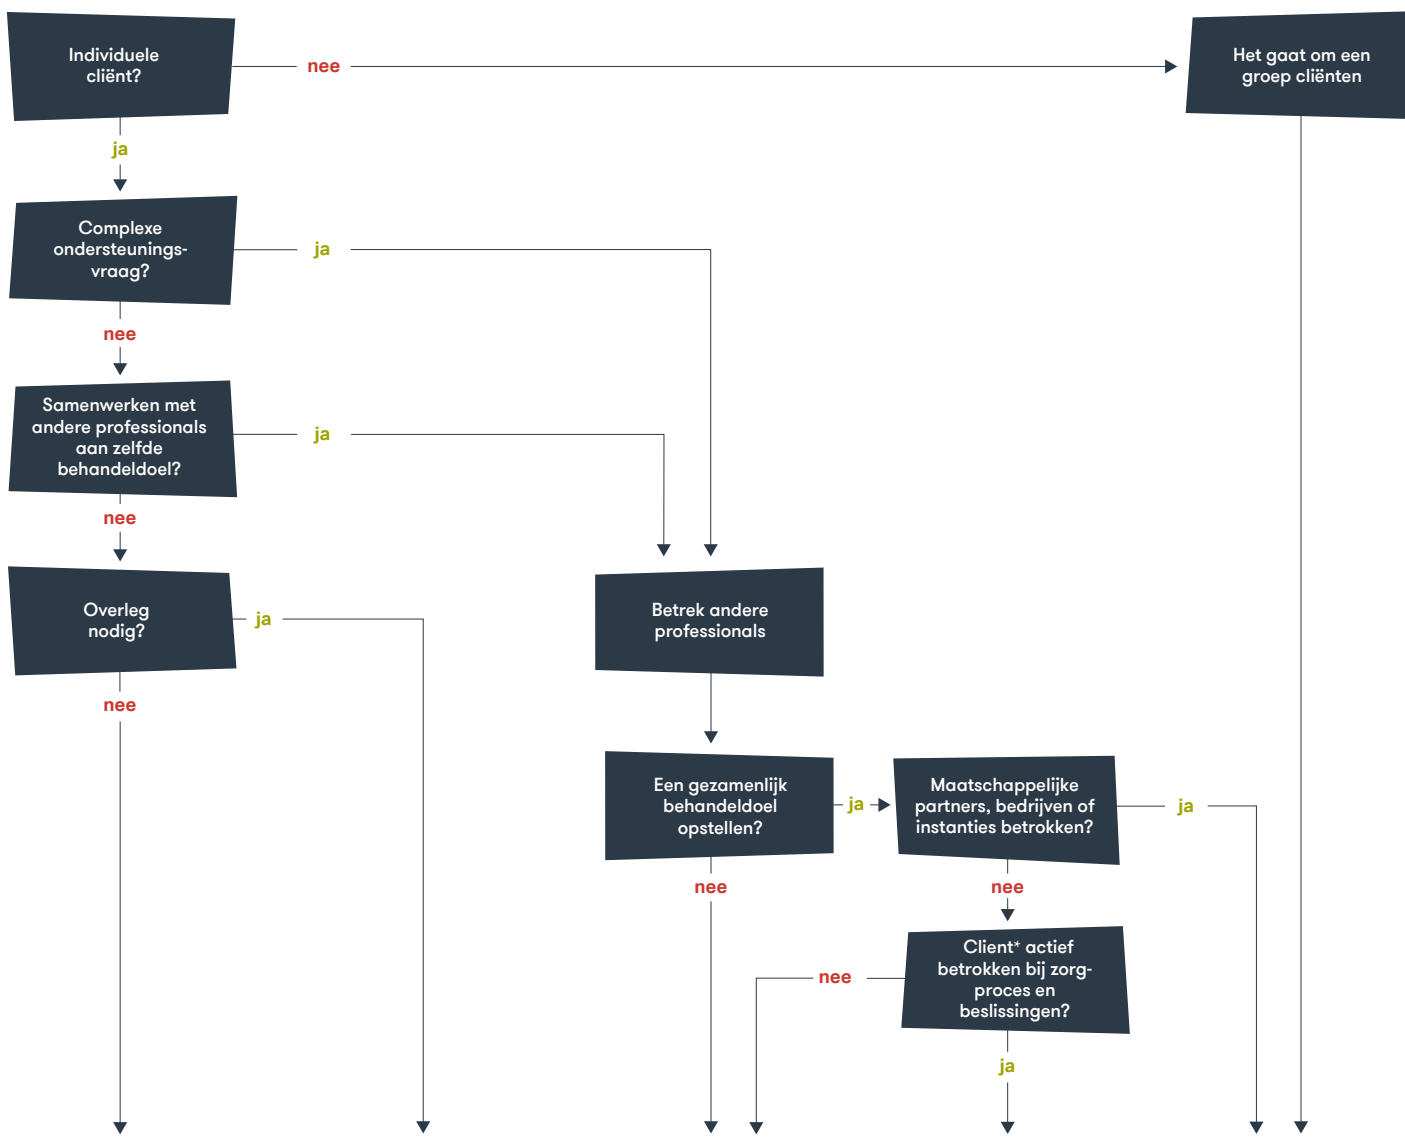 Individuele
cliënt?
nee
Het gaat om een
groep cliënten
ja
Complexe
ondersteunings-
vraag?
ja
nee
Samenwerken met
andere professionals
aan zelfde
behandeldoel?
ja
nee
Overleg
nodig?
ja
Betrek andere
professionals
nee
Een gezamenlijk
behandeldoel
opstellen?
ja
Maatschappelijke
partners, bedrijven of
instanties betrokken?
ja
nee
nee
Client* actief
betrokken bij zorg-
proces en
beslissingen?
nee
ja